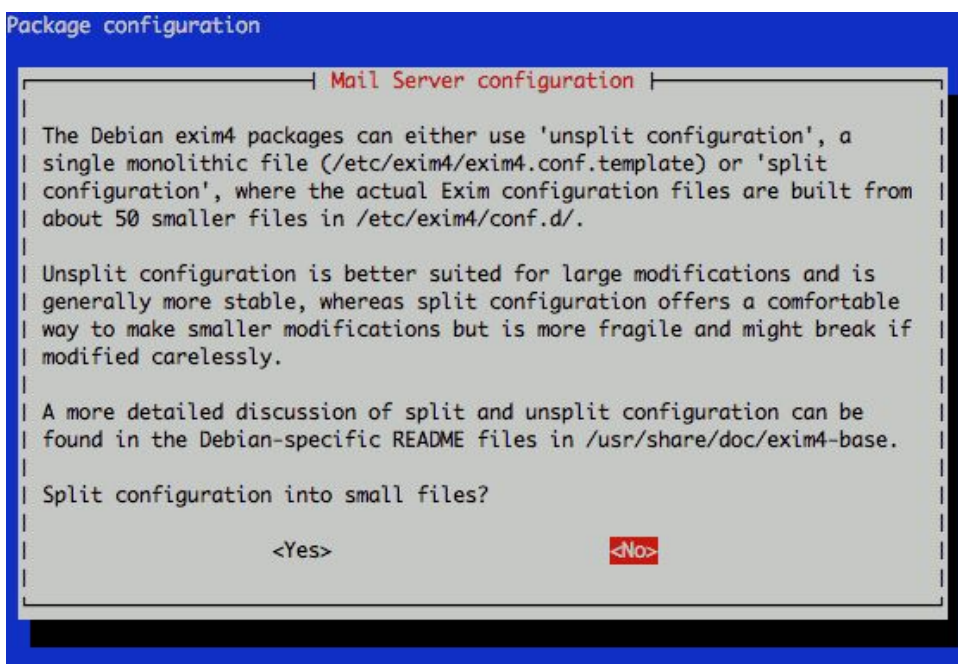 Package configuration
Mail Server configuration
The Debian exim4 packages can either use 'unsplit configuration', a
single monolithic file (/etc/exim4/exim4.conf.template) or 'split
configuration', where the actual Exim configuration files are built from
about 50 smaller files in /etc/exim4/conf.d/.
Unsplit configuration is better suited for large modifications and is
generally more stable, whereas split configuration offers a comfortable
way to make smaller modifications but is more fragile and might break if
modified carelessly.
A more detailed discussion of split and unsplit configuration can be
found in the Debian-specific README files in /usr/share/doc/exim4-base.
Split configuration into small files?
<Yes> <No>